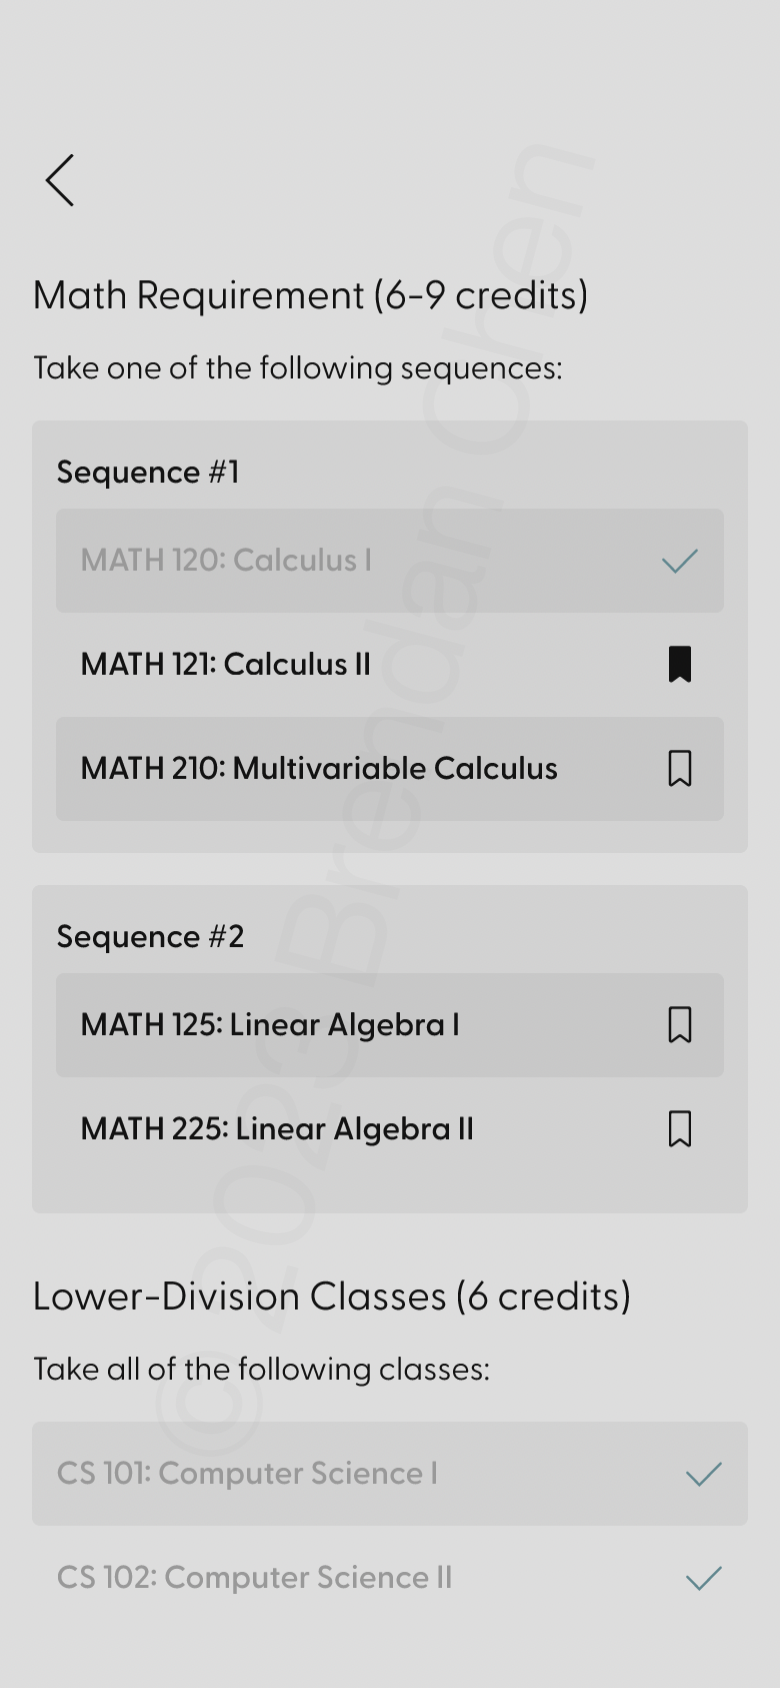 Math Requirement (6-9 credits)
Take one of the following sequences:
Sequence #1
MATH 120: Calculus I
MATH 121: Calculus II
MATH 210: Multivariable Calculus
Sequence #2
MATH 125: Linear Algebra I
MATH 225: Linear Algebra II
Lower-Division Classes (6 credits)
Take all of the following classes:
CS 101: Computer Science I
CS 102: Computer Science II
© 2023 Brendan Chen